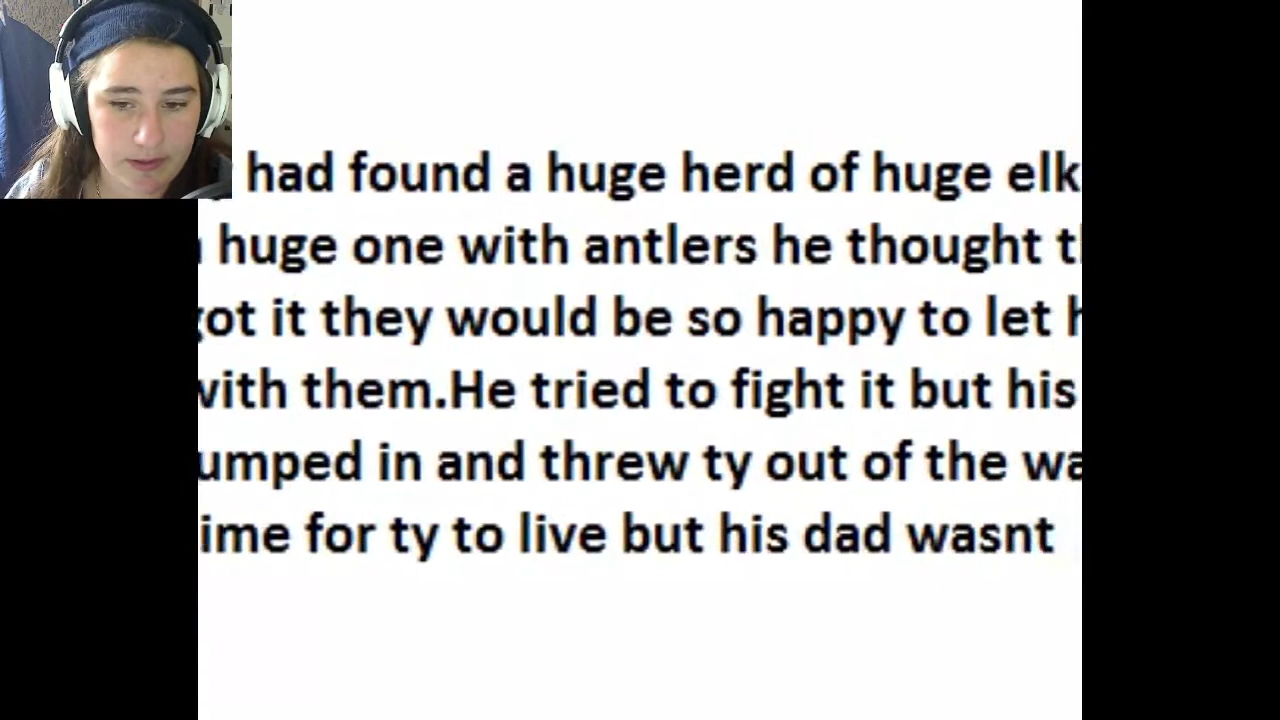 had found a huge herd of huge elk
huge one with antlers he thought
got it they would be so happy to let
with them.He tried to fight it but his
umped in and threw ty out of the wa
ime for ty to live but his dad wasnt